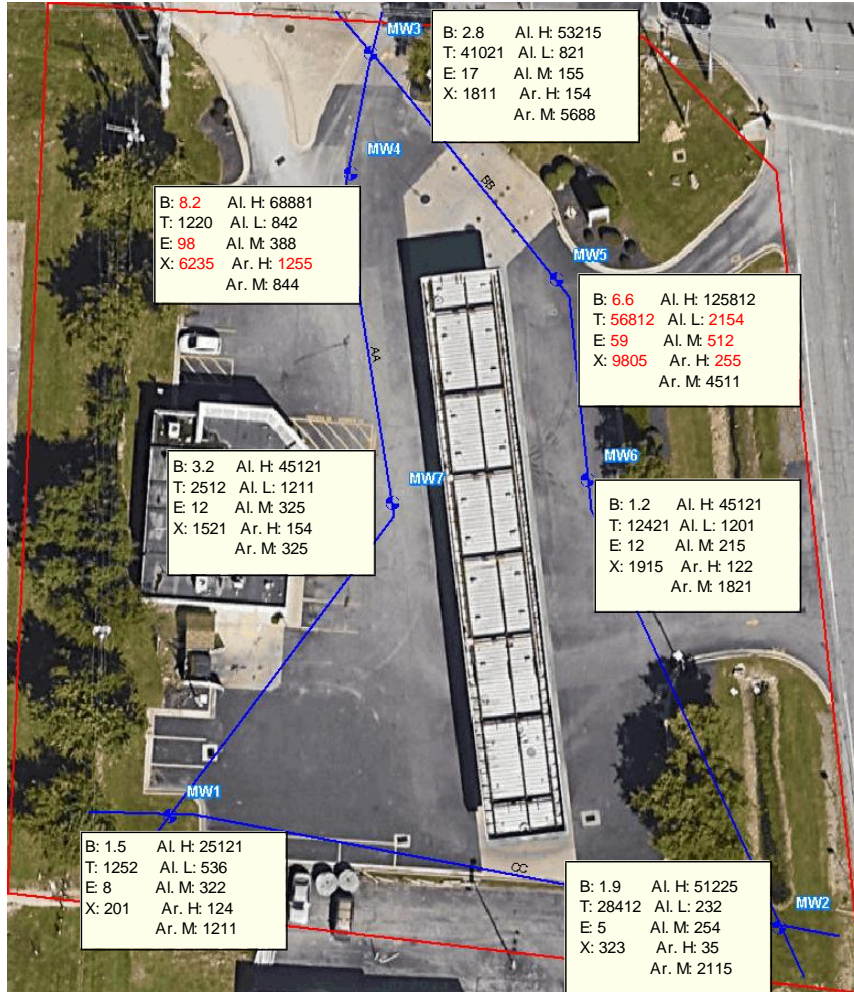 MW3
B: 2.8 Al. H: 53215
T: 41021 Al. L: 821
E: 17 Al. M: 155
X: 1811 Ar. H: 154
Ar. M: 5688
MW4
BB
B: 8.2 Al. H: 68881
T: 1220 Al. L: 842
E: 98 Al. M: 388
X: 6235 Ar. H: 1255
Ar. M: 844
MW5
B: 6.6 Al. H: 125812
T: 56812 Al. L: 2154
E: 59 Al. M: 512
X: 9805 Ar. H: 255
Ar. M: 4511
AA
B: 3.2 Al. H: 45121
T: 2512 Al. L: 1211
E: 12 Al. M: 325
X: 1521 Ar. H: 154
Ar. M: 325
MW7
MW6
B: 1.2 Al. H: 45121
T: 12421 Al. L: 1201
E: 12 Al. M: 215
X: 1915 Ar. H: 122
Ar. M: 1821
MW1
B: 1.5 Al. H: 25121
T: 1252 Al. L: 536
E: 8 Al. M: 322
X: 201 Ar. H: 124
Ar. M: 1211
CC
B: 1.9 Al. H: 51225
T: 28412 Al. L: 232
E: 5 Al. M: 254
X: 323 Ar. H: 35
Ar. M: 2115
MW2